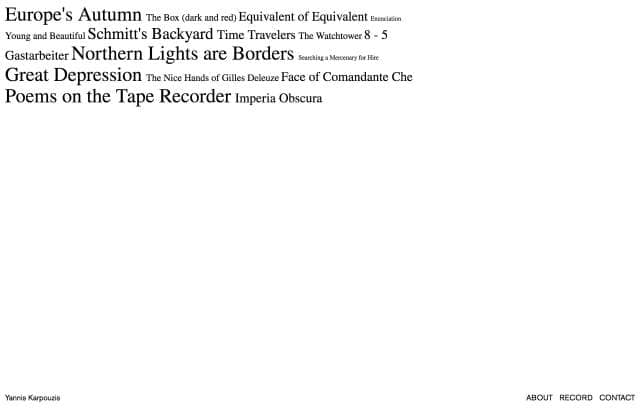 Europe's Autumn The Box (dark and red) Equivalent of Equivalent Enunciation
Young and Beautiful Schmitt's Backyard Time Travelers The Watchtower 8 - 5
Gastarbeiter Northern Lights are Borders Searching a Mercenary for Hire
Great Depression The Nice Hands of Gilles Deleuze Face of Comandante Che
Poems on the Tape Recorder Imperia Obscura
Yannis Karpouzis ABOUT RECORD CONTACT